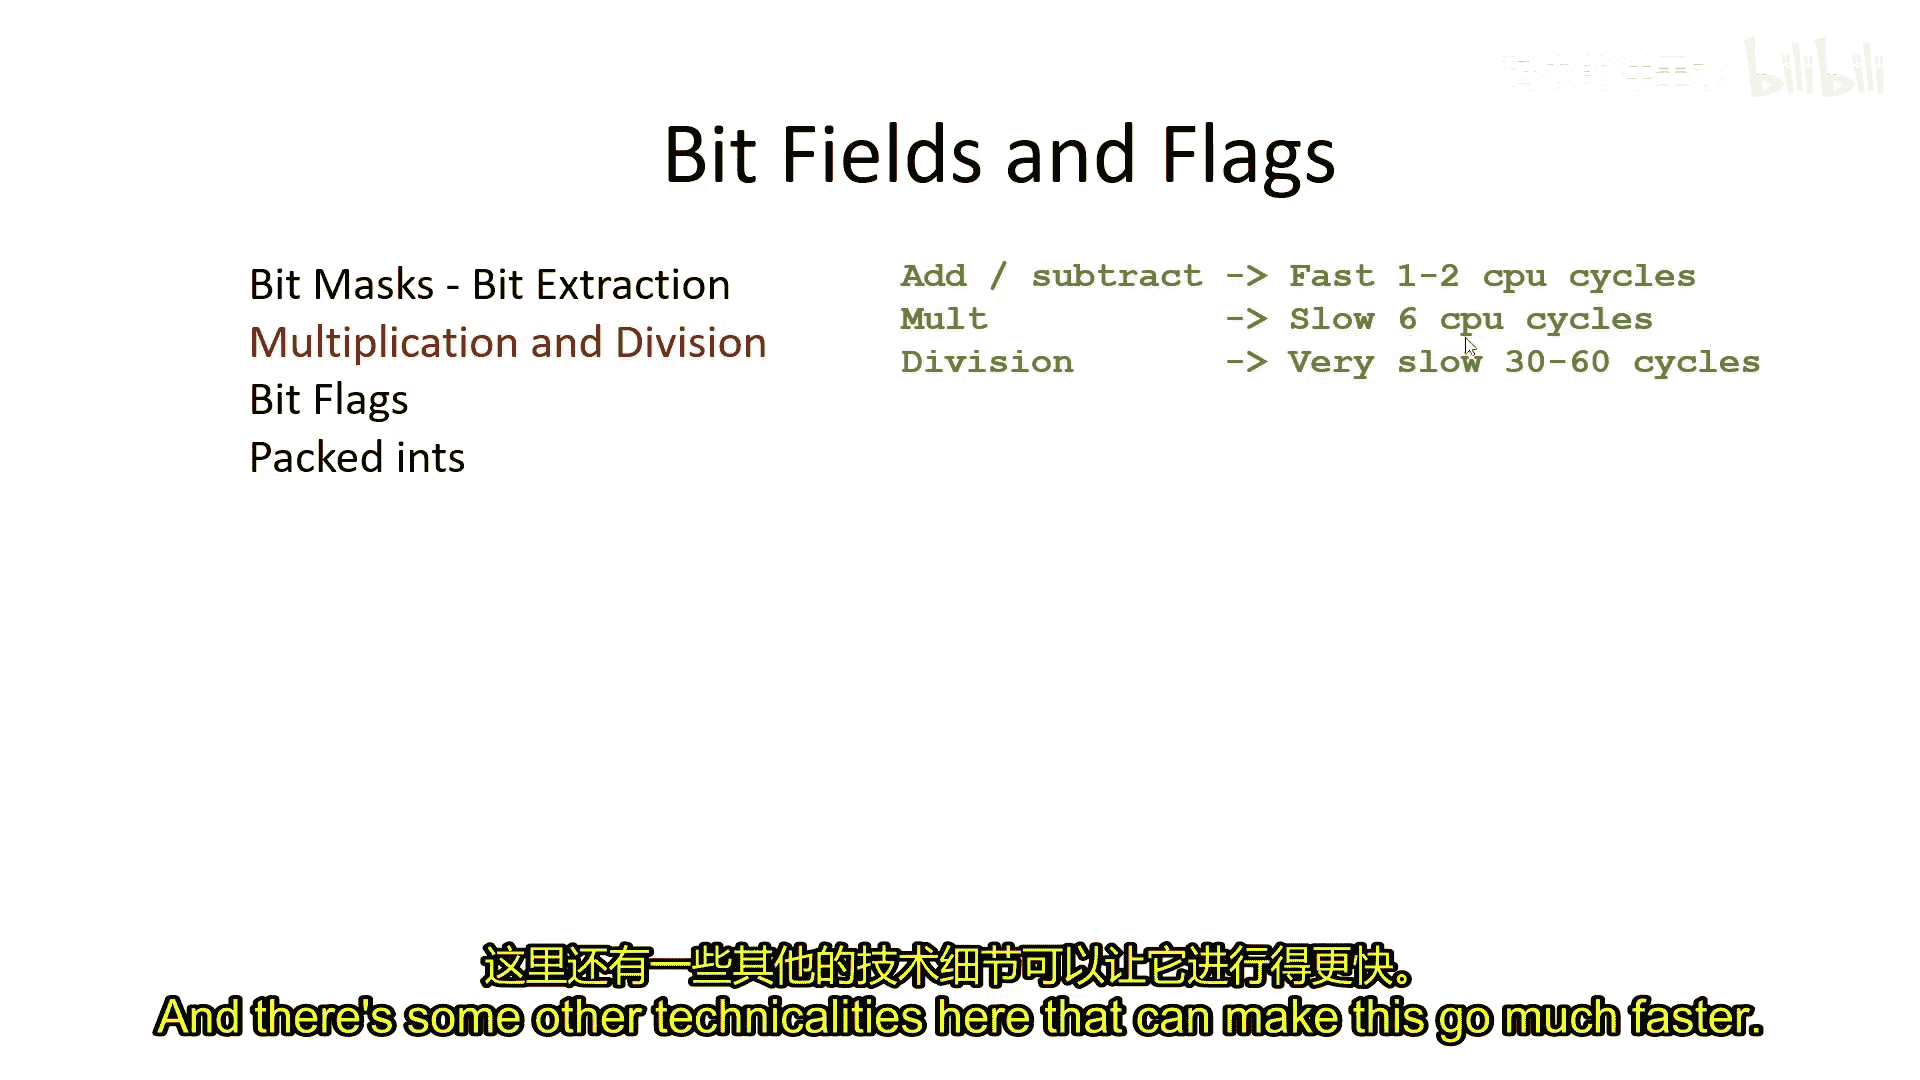 bilibili
Bit Fields and Flags
Bit Masks - Bit Extraction
Multiplication and Division
Bit Flags
Packed ints
Add / subtract -> Fast 1-2 cpu cycles
Mult -> Slow 6 cpu cycles
Division -> Very slow 30-60 cycles
这里还有一些其他的技术细节可以让它进行得更快。
And there's some other technicalities here that can make this go much faster.